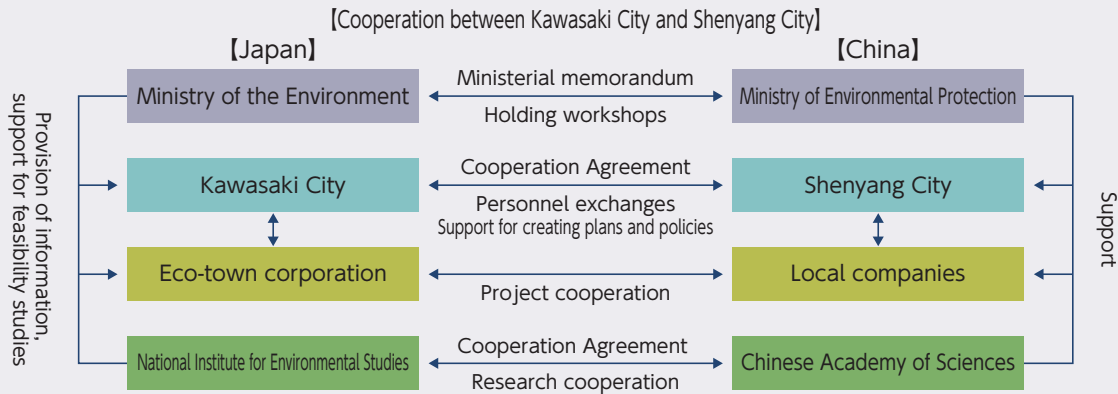 【Cooperation between Kawasaki City and Shenyang City】
【Japan】
【China】
Ministry of the Environment
Ministerial memorandum
Holding workshops
Ministry of Environmental Protection
Kawasaki City
Cooperation Agreement
Personnel exchanges
Support for creating plans and policies
Shenyang City
Eco-town corporation
Project cooperation
Local companies
National Institute for Environmental Studies
Cooperation Agreement
Research cooperation
Chinese Academy of Sciences
Provision of information,
support for feasibility studies
Support